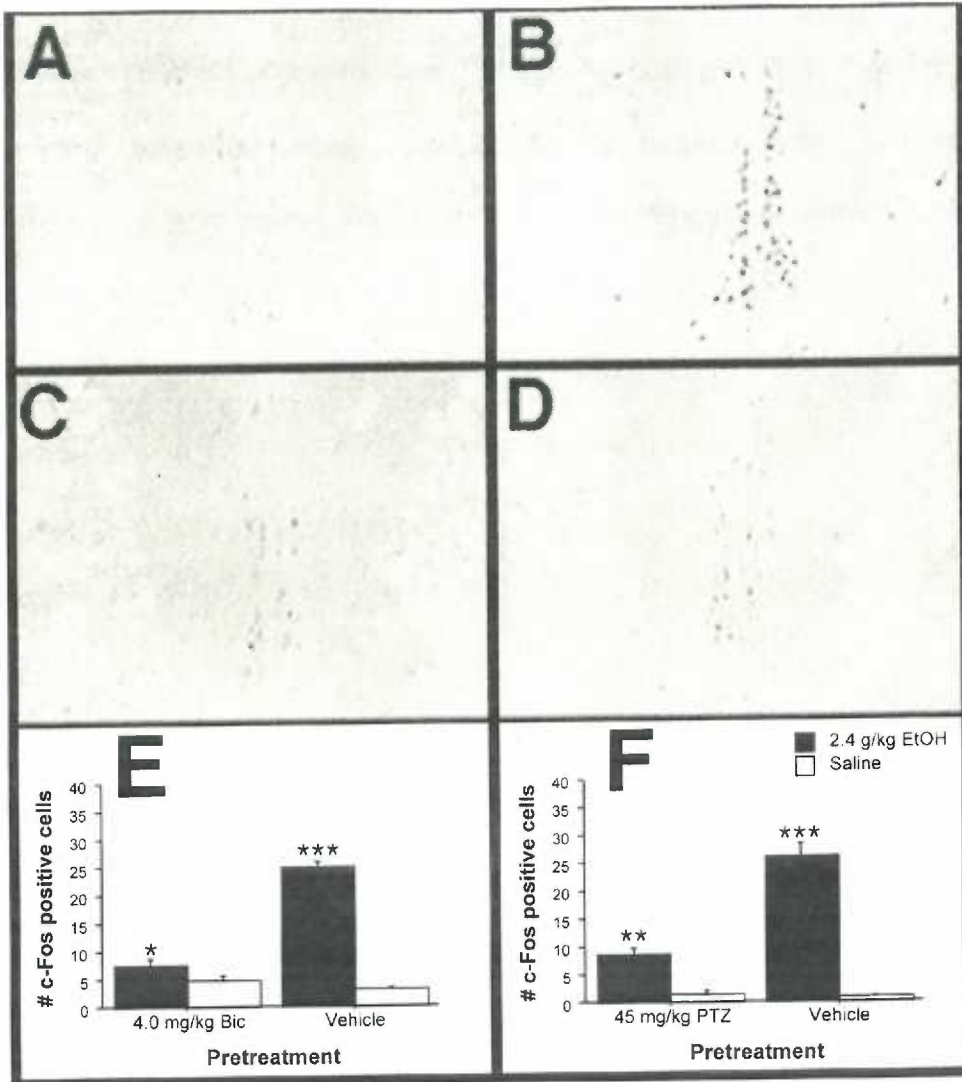 A
B
C
D
E
# c-Fos positive cells
40
35
30
25
20
15
10
5
0
*
***
4.0 mg/kg Bic
Vehicle
Pretreatment
F
2.4 g/kg EtOH
Saline
# c-Fos positive cells
40
35
30
25
20
15
10
5
0
**
***
45 mg/kg PTZ
Vehicle
Pretreatment